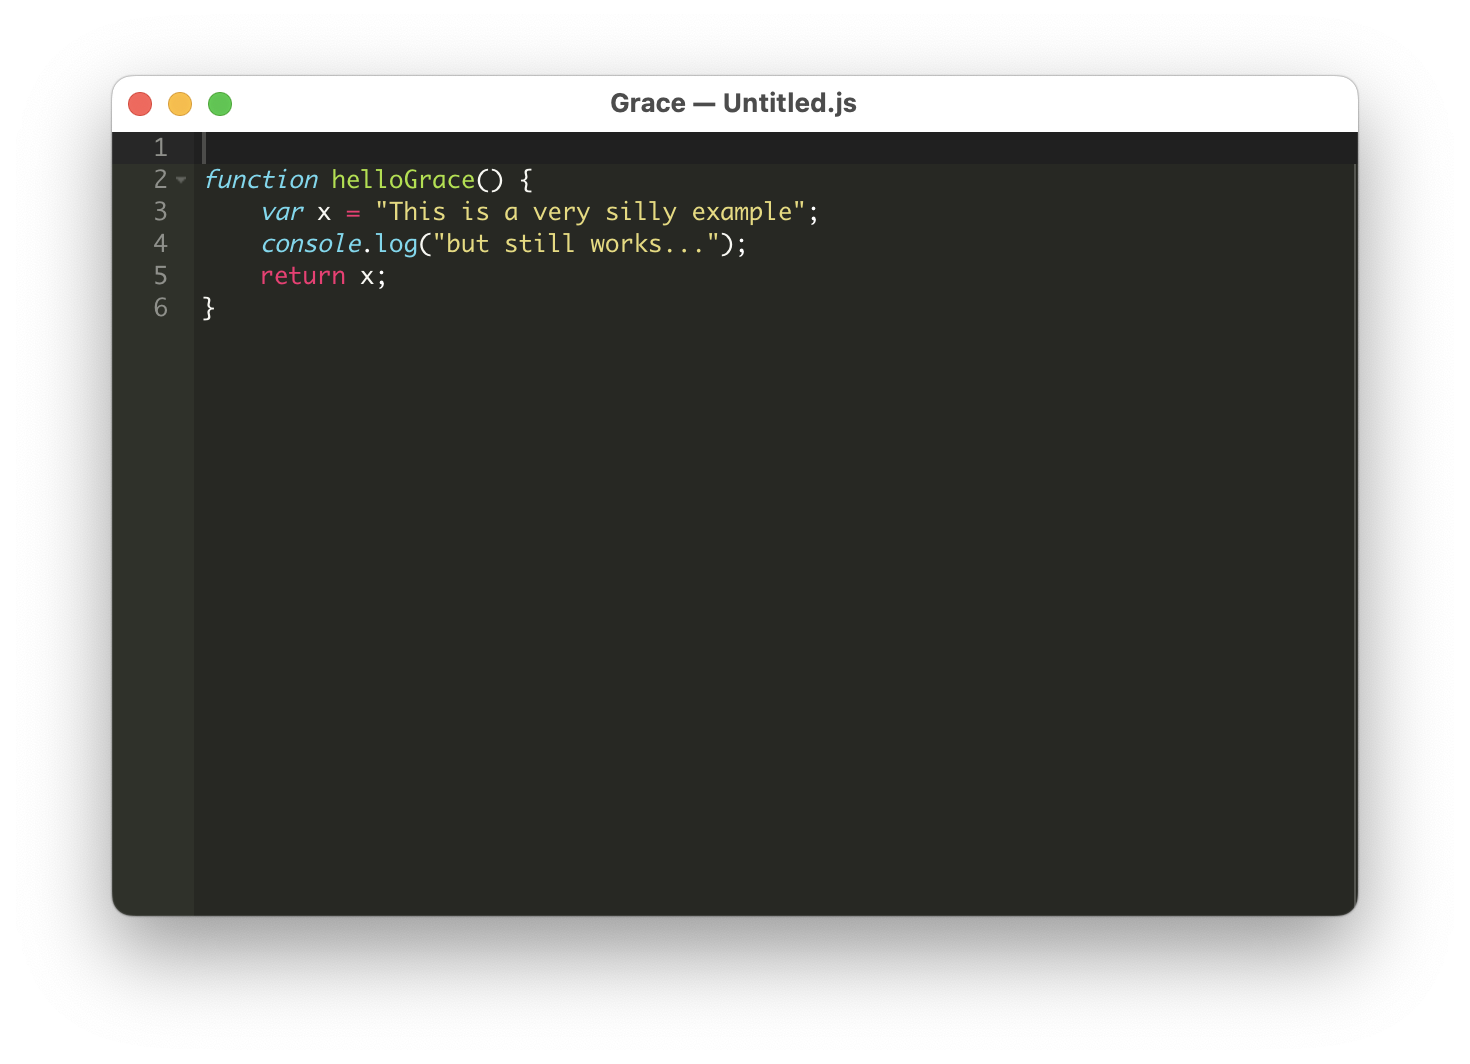 Grace — Untitled.js
1
2 function helloGrace() {
3     var x = "This is a very silly example";
4     console.log("but still works...");
5     return x;
6 }